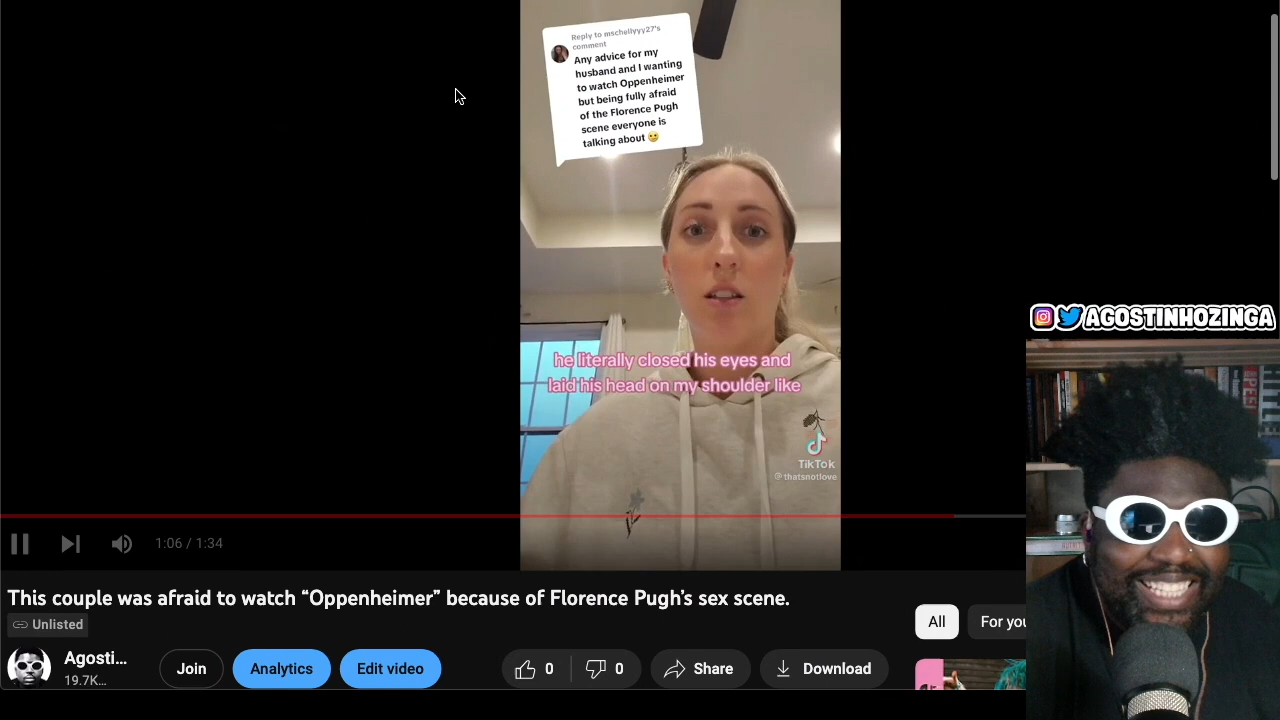 Reply to mschellyyy27's
comment
Any advice for my
husband and I wanting
to watch Oppenheimer
but being fully afraid
of the Florence Pugh
scene everyone is
talking about 😀
he literally closed his eyes and
laid his head on my shoulder like
TikTok
@thatsnotlove
AGOSTINHOZINGA
1:06 / 1:34
This couple was afraid to watch “Oppenheimer” because of Florence Pugh’s sex scene.
Unlisted
Agosti...
19.7K...
Join
Analytics
Edit video
0
0
Share
Download
All
For you